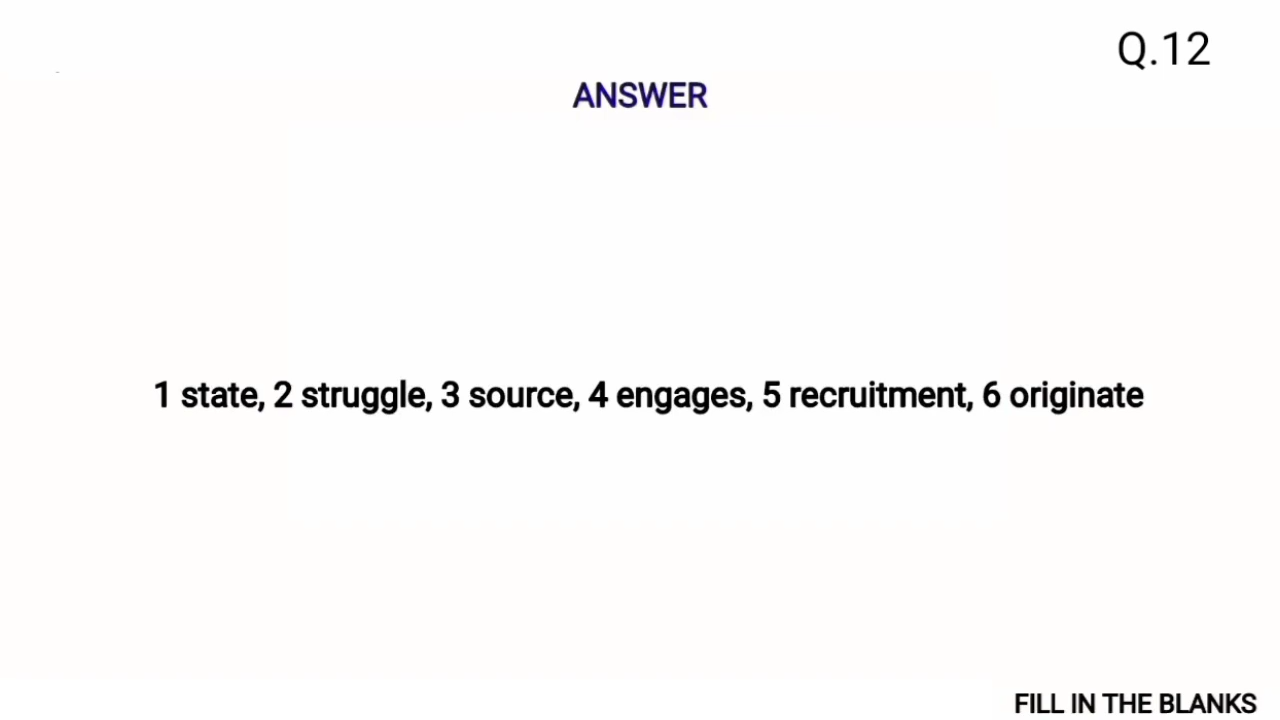 Q.12
ANSWER
1 state, 2 struggle, 3 source, 4 engages, 5 recruitment, 6 originate
FILL IN THE BLANKS